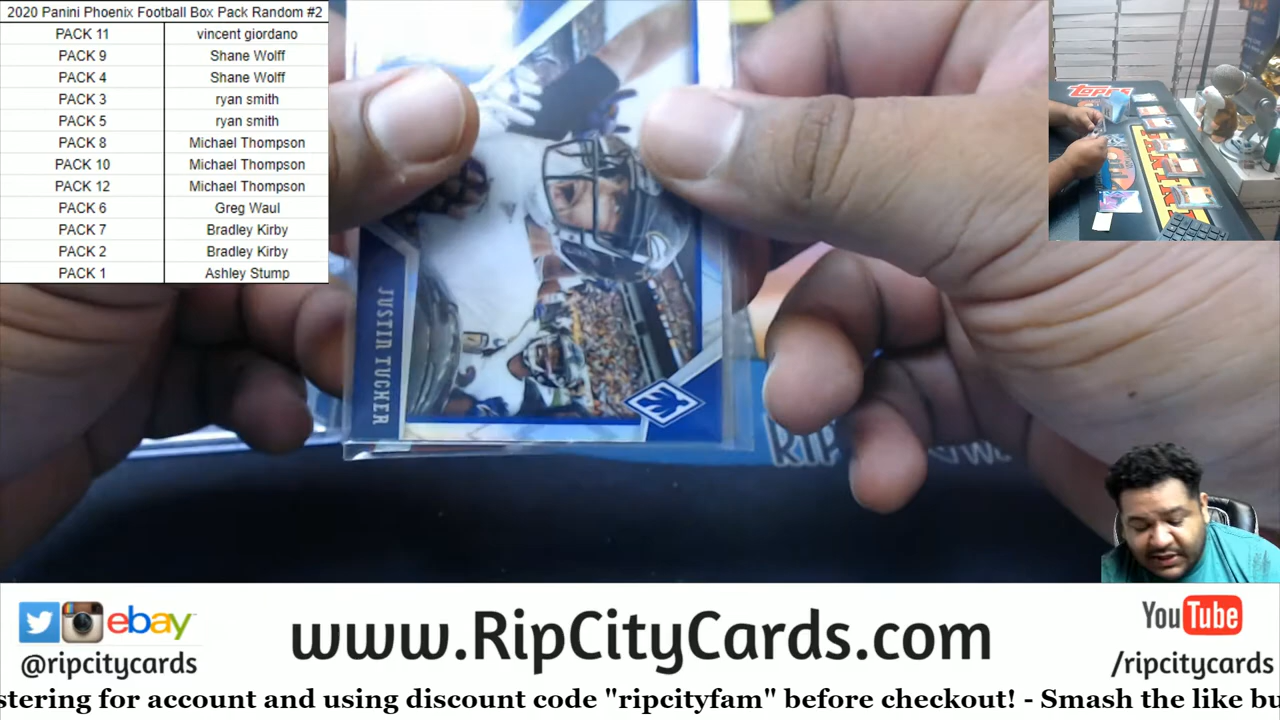 2020 Panini Phoenix Football Box Pack Random #2
PACK 11 vincent giordano
PACK 9 Shane Wolff
PACK 4 Shane Wolff
PACK 3 ryan smith
PACK 5 ryan smith
PACK 8 Michael Thompson
PACK 10 Michael Thompson
PACK 12 Michael Thompson
PACK 6 Greg Waul
PACK 7 Bradley Kirby
PACK 2 Bradley Kirby
PACK 1 Ashley Stump
TOPPS
JUSTIN TUCKER
RIP
ebay
@ripcitycards
www.RipCityCards.com
YouTube
/ripcitycards
stering for account and using discount code "ripcityfam" before checkout! - Smash the like bu